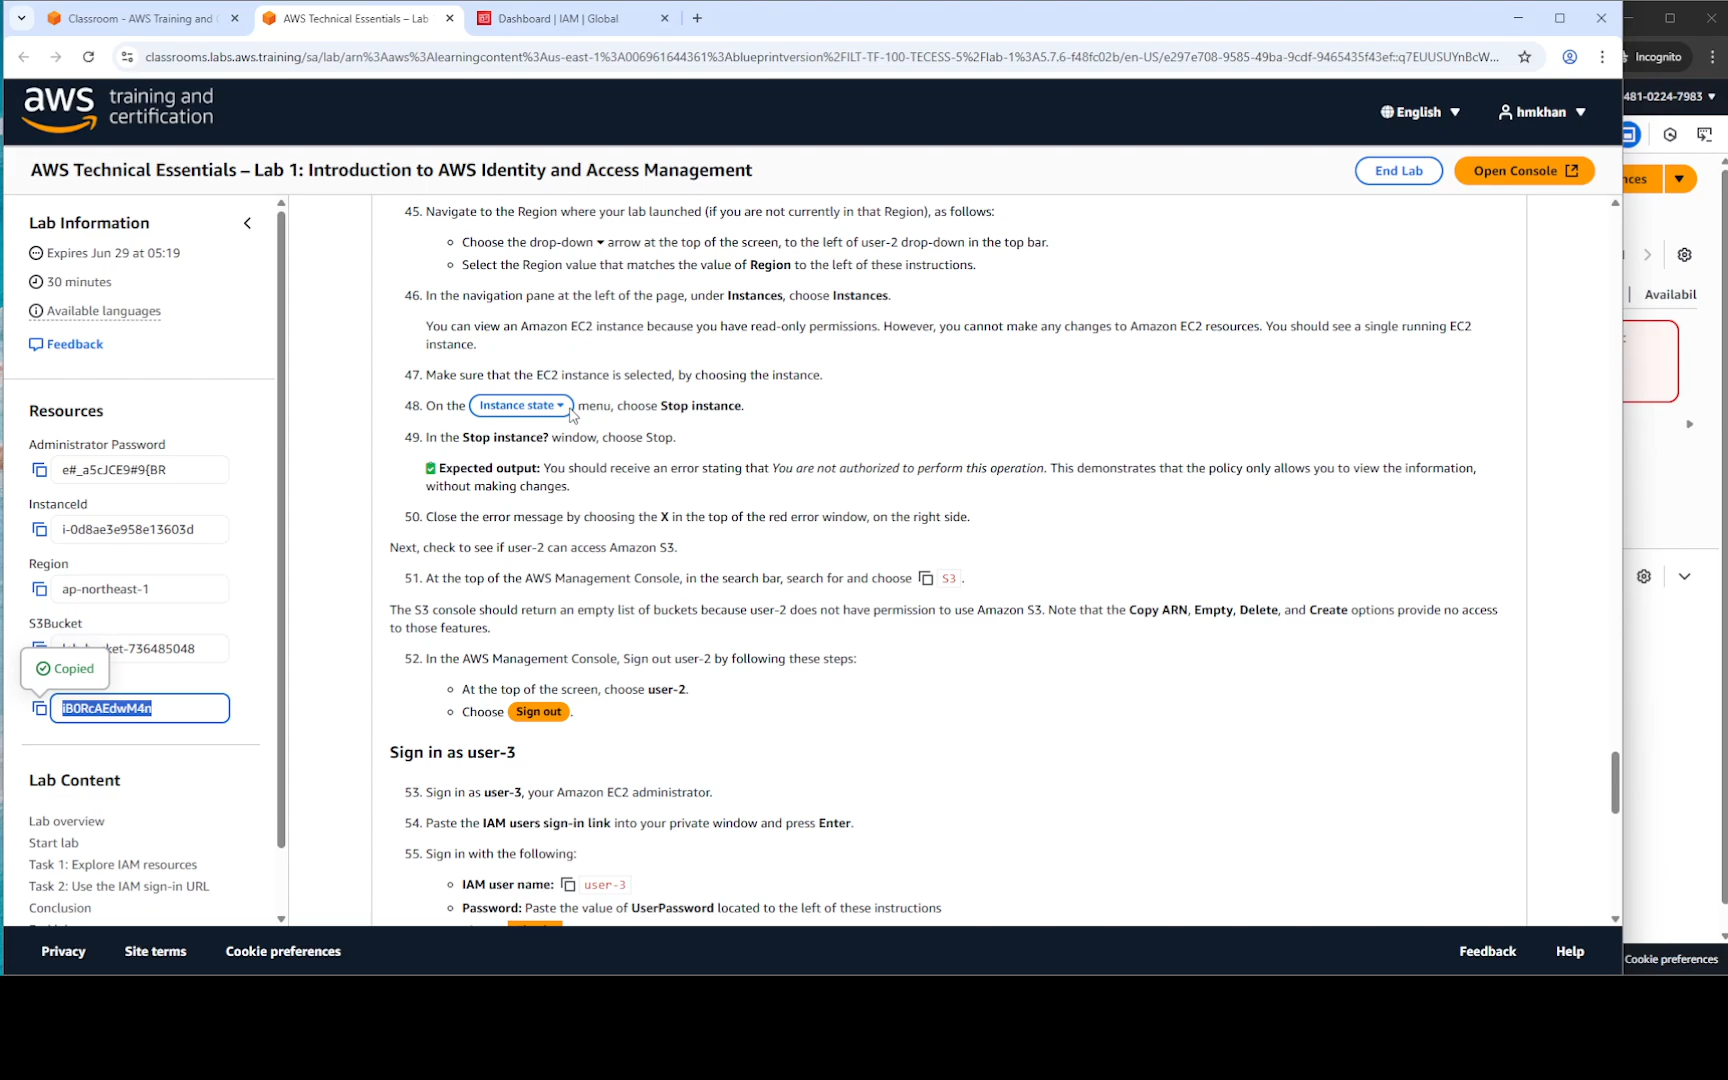 Classroom - AWS Training and
AWS Technical Essentials – Lab
Dashboard | IAM | Global
classrooms.labs.aws.training/sa/lab/arn%3Aaws%3Alearningcontent%3Aus-east-1%3A006961644361%3Ablueprintversion%2FILT-TF-100-TECESS-5%2Flab-1%3A5.7.6-f48fc02b/en-US/e297e708-9585-49ba-9cdf-9465435f43ef::q7EUUSUYnBcW...
Incognito
aws training and certification
English
hmkhan
481-0224-7983
AWS Technical Essentials – Lab 1: Introduction to AWS Identity and Access Management
End Lab
Open Console
nces
Lab Information
Expires Jun 29 at 05:19
30 minutes
Available languages
Feedback
Resources
Administrator Password
e#_a5cJCE9#9{BR
InstanceId
i-0d8ae3e958e13603d
Region
ap-northeast-1
S3Bucket
ket-736485048
Copied
iB0RcAEdwM4n
Lab Content
Lab overview
Start lab
Task 1: Explore IAM resources
Task 2: Use the IAM sign-in URL
Conclusion
45. Navigate to the Region where your lab launched (if you are not currently in that Region), as follows:
Choose the drop-down ▾ arrow at the top of the screen, to the left of user-2 drop-down in the top bar.
Select the Region value that matches the value of Region to the left of these instructions.
46. In the navigation pane at the left of the page, under Instances, choose Instances.
You can view an Amazon EC2 instance because you have read-only permissions. However, you cannot make any changes to Amazon EC2 resources. You should see a single running EC2
instance.
47. Make sure that the EC2 instance is selected, by choosing the instance.
48. On the Instance state ▾ menu, choose Stop instance.
49. In the Stop instance? window, choose Stop.
Expected output: You should receive an error stating that You are not authorized to perform this operation. This demonstrates that the policy only allows you to view the information,
without making changes.
50. Close the error message by choosing the X in the top of the red error window, on the right side.
Next, check to see if user-2 can access Amazon S3.
51. At the top of the AWS Management Console, in the search bar, search for and choose S3 .
The S3 console should return an empty list of buckets because user-2 does not have permission to use Amazon S3. Note that the Copy ARN, Empty, Delete, and Create options provide no access
to those features.
52. In the AWS Management Console, Sign out user-2 by following these steps:
At the top of the screen, choose user-2.
Choose Sign out .
Sign in as user-3
53. Sign in as user-3, your Amazon EC2 administrator.
54. Paste the IAM users sign-in link into your private window and press Enter.
55. Sign in with the following:
IAM user name: user-3
Password: Paste the value of UserPassword located to the left of these instructions
Availabil
Privacy
Site terms
Cookie preferences
Feedback
Help
Cookie preferences